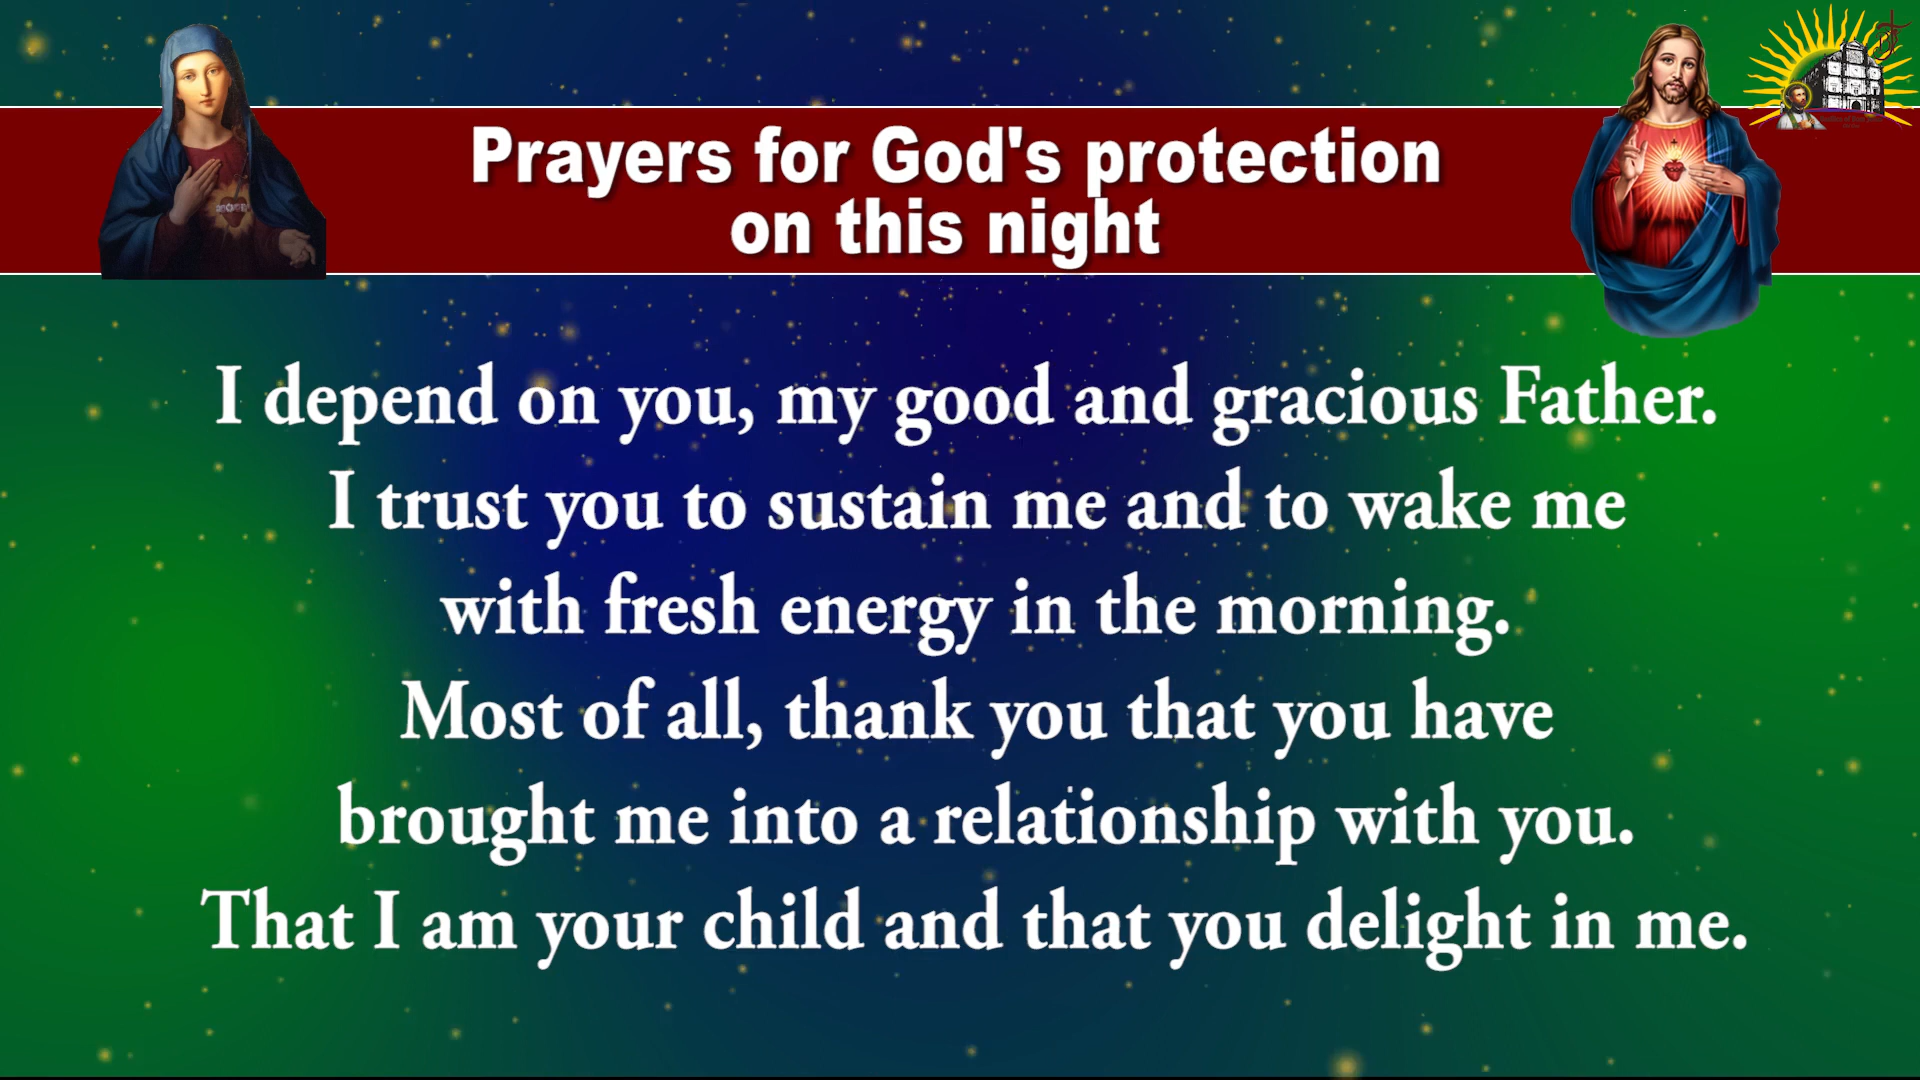 Prayers for God's protection
on this night
I depend on you, my good and gracious Father.
I trust you to sustain me and to wake me
with fresh energy in the morning.
Most of all, thank you that you have
brought me into a relationship with you.
That I am your child and that you delight in me.